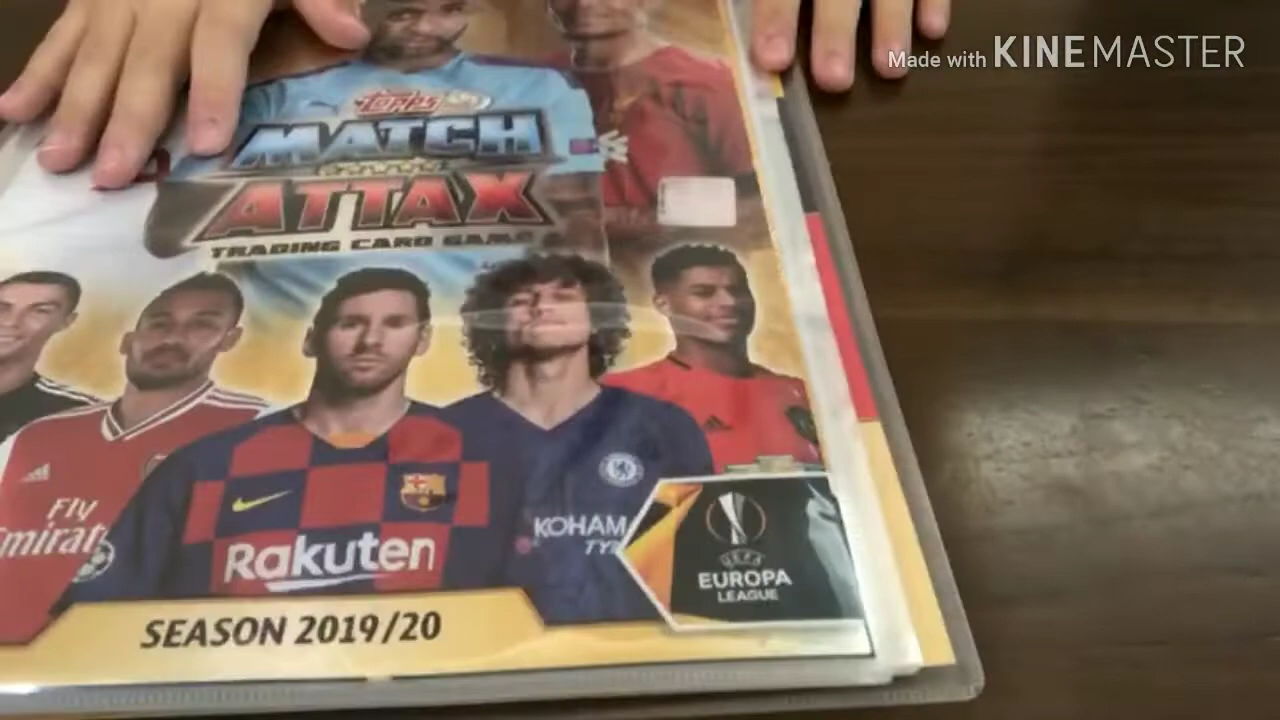 Made with KINEMASTER
Topps
MATCH
ATTAX
TRADING CARD GAME
Fly
Emirat
Rakuten
KOHAMA
TY
SEASON 2019/20
UEFA
EUROPA
LEAGUE